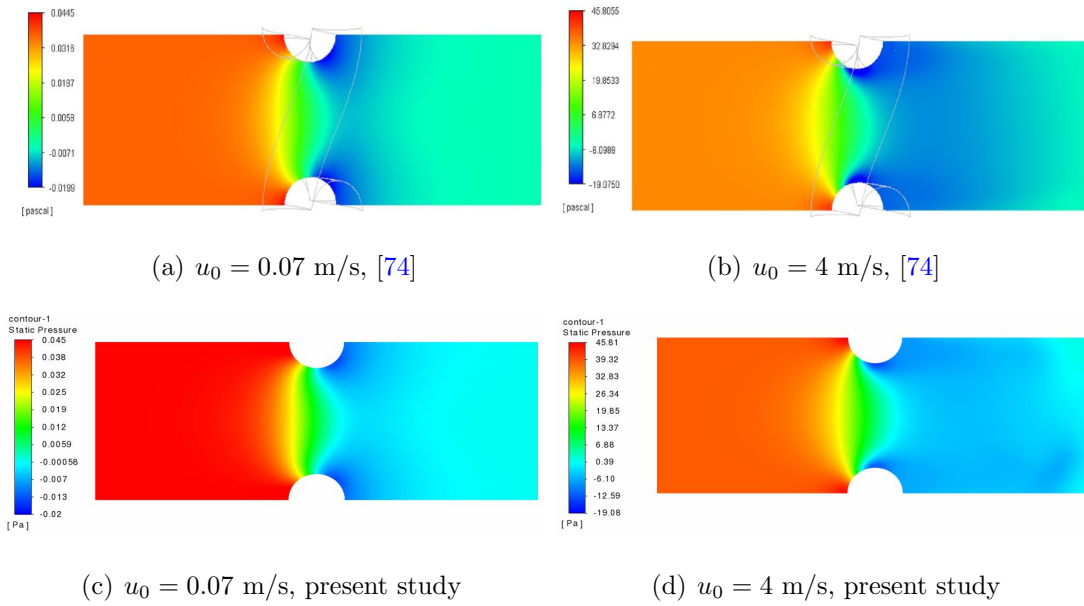 0.0445
0.0316
0.0197
0.0058
-0.0071
-0.0199
[ pascal ]
45.8055
32.8294
19.8533
6.8772
-6.0989
-19.0750
[ pascal ]
(a) u0 = 0.07 m/s, [74]
(b) u0 = 4 m/s, [74]
contour-1
Static Pressure
0.045
0.038
0.032
0.025
0.019
0.012
0.0059
-0.00058
-0.007
-0.013
-0.02
[ Pa ]
contour-1
Static Pressure
45.81
39.32
32.83
26.34
19.85
13.37
6.88
0.39
-6.10
-12.59
-19.08
[ Pa ]
(c) u0 = 0.07 m/s, present study
(d) u0 = 4 m/s, present study